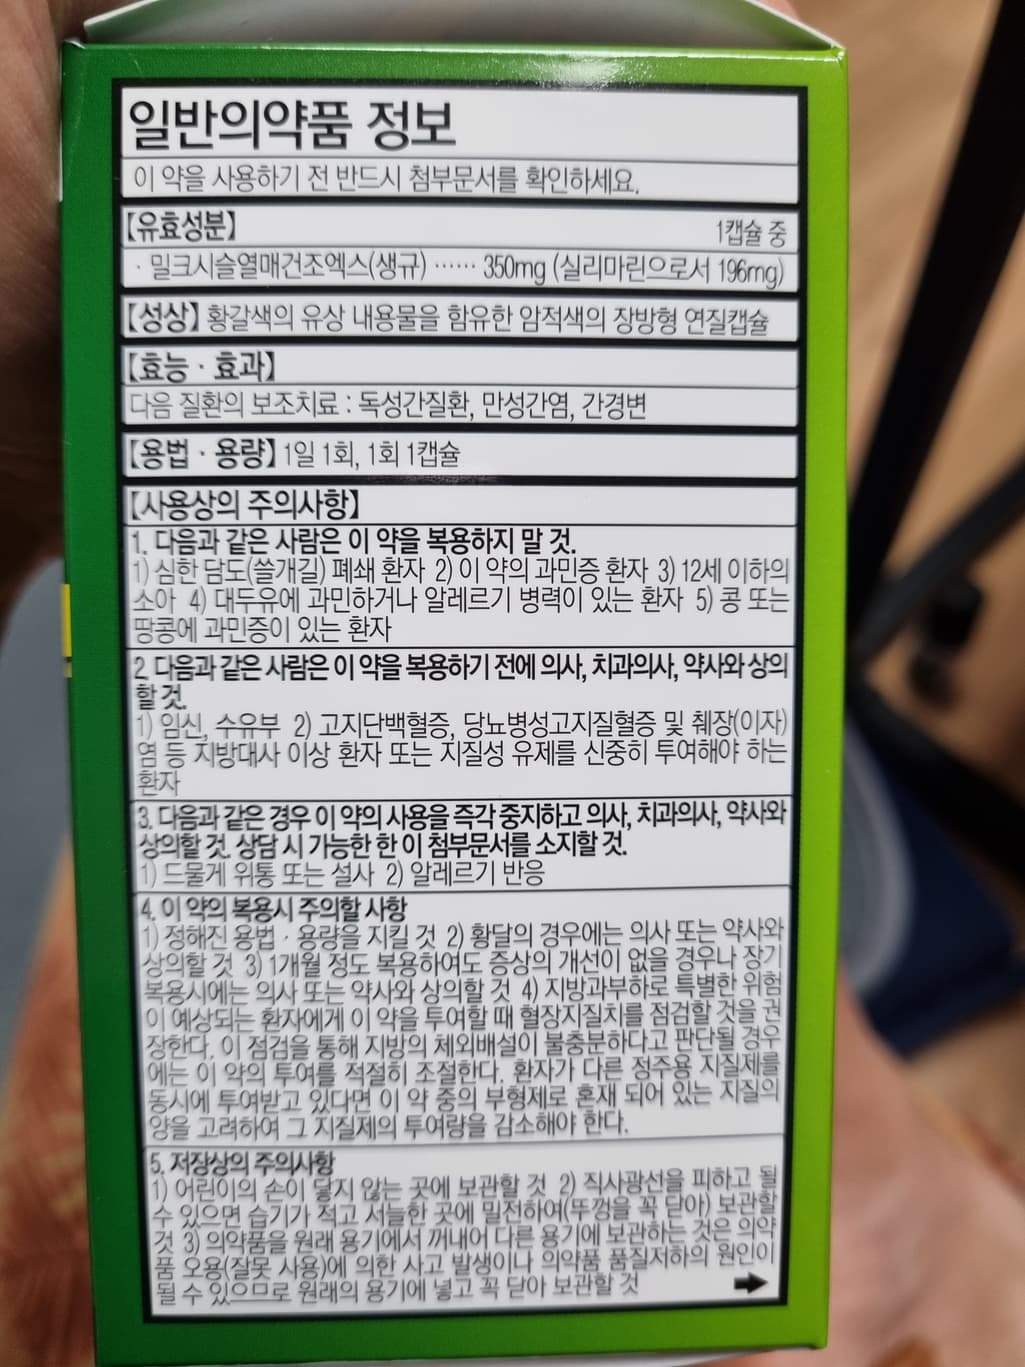 일반의약품 정보
이 약을 사용하기 전 반드시 첨부문서를 확인하세요.
【유효성분】 1캡슐 중
· 밀크시슬열매건조엑스(생규) ······ 350mg (실리마린으로서 196mg)
【성상】 황갈색의 유상 내용물을 함유한 암적색의 장방형 연질캡슐
【효능 · 효과】
다음 질환의 보조치료 : 독성간질환, 만성간염, 간경변
【용법 · 용량】 1일 1회, 1회 1캡슐
【사용상의 주의사항】
1. 다음과 같은 사람은 이 약을 복용하지 말 것.
1) 심한 담도(쓸개길) 폐쇄 환자 2) 이 약의 과민증 환자 3) 12세 이하의
소아 4) 대두유에 과민하거나 알레르기 병력이 있는 환자 5) 콩 또는
땅콩에 과민증이 있는 환자
2. 다음과 같은 사람은 이 약을 복용하기 전에 의사, 치과의사, 약사와 상의
할 것.
1) 임신, 수유부 2) 고지단백혈증, 당뇨병성고지질혈증 및 췌장(이자)
염 등 지방대사 이상 환자 또는 지질성 유제를 신중히 투여해야 하는
환자
3. 다음과 같은 경우 이 약의 사용을 즉각 중지하고 의사, 치과의사, 약사와
상의할 것. 상담 시 가능한 한 이 첨부문서를 소지할 것.
1) 드물게 위통 또는 설사 2) 알레르기 반응
4. 이 약의 복용시 주의할 사항
1) 정해진 용법 · 용량을 지킬 것 2) 황달의 경우에는 의사 또는 약사와
상의할 것 3) 1개월 정도 복용하여도 증상의 개선이 없을 경우나 장기
복용시에는 의사 또는 약사와 상의할 것 4) 지방과부하로 특별한 위험
이 예상되는 환자에게 이 약을 투여할 때 혈장지질치를 점검할 것을 권
장한다. 이 점검을 통해 지방의 체외배설이 불충분하다고 판단될 경우
에는 이 약의 투여를 적절히 조절한다. 환자가 다른 정주용 지질제를
동시에 투여받고 있다면 이 약 중의 부형제로 혼재 되어 있는 지질의
양을 고려하여 그 지질제의 투여량을 감소해야 한다.
5. 저장상의 주의사항
1) 어린이의 손이 닿지 않는 곳에 보관할 것 2) 직사광선을 피하고 될
수 있으면 습기가 적고 서늘한 곳에 밀전하여(뚜껑을 꼭 닫아) 보관할
것 3) 의약품을 원래 용기에서 꺼내어 다른 용기에 보관하는 것은 의약
품 오용(잘못 사용)에 의한 사고 발생이나 의약품 품질저하의 원인이
될 수 있으므로 원래의 용기에 넣고 꼭 닫아 보관할 것